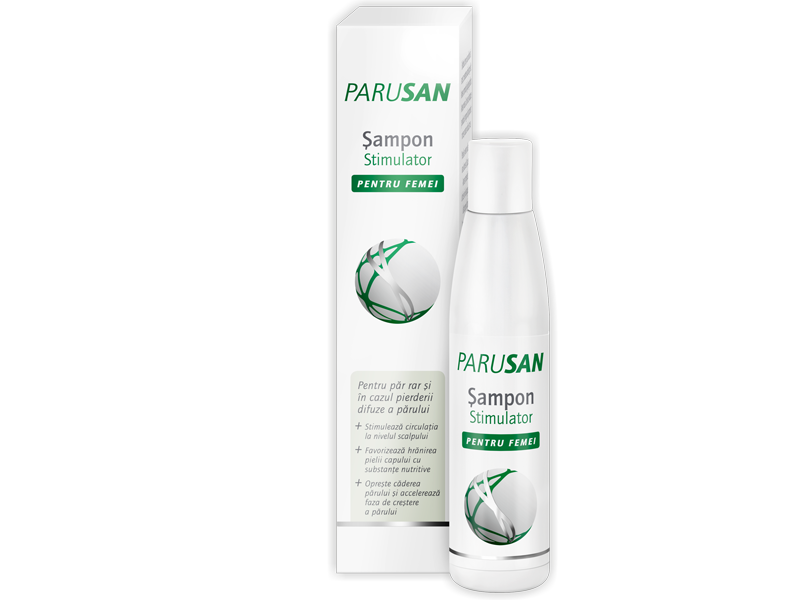 PARUSAN
Şampon
Stimulator
PENTRU FEMEI
Pentru păr rar și
în cazul pierderii
difuze a părului
+ Stimulează circulația
la nivelul scalpului
+ Favorizează hrănirea
pielii capului cu
substanțe nutritive
+ Oprește căderea
părului și accelerează
faza de creștere
a părului
PARUSAN
Şampon
Stimulator
PENTRU FEMEI